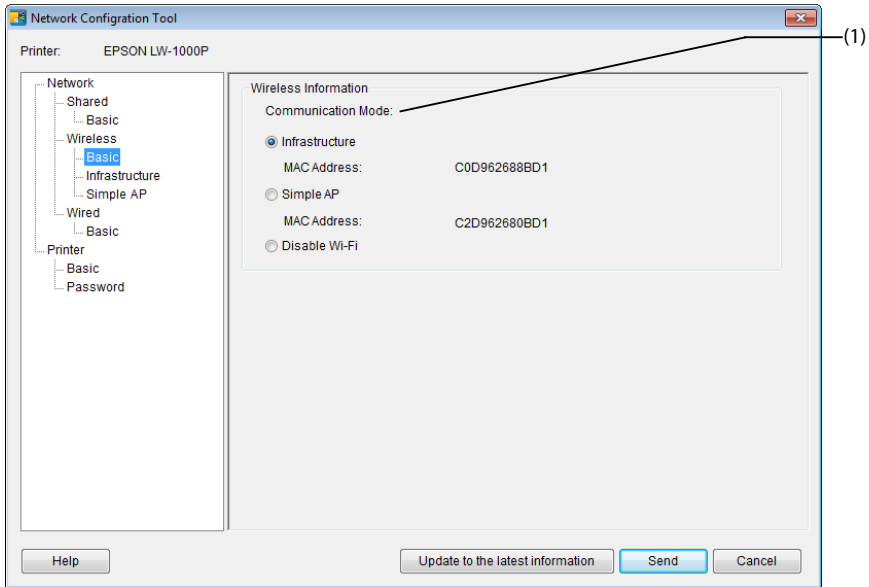 Network Configration Tool
(1)
Printer: EPSON LW-1000P
Network
Shared
Basic
Wireless
Basic
Infrastructure
Simple AP
Wired
Basic
Printer
Basic
Password
Wireless Information
Communication Mode:
Infrastructure
MAC Address: C0D962688BD1
Simple AP
MAC Address: C2D962680BD1
Disable Wi-Fi
Help
Update to the latest information
Send
Cancel